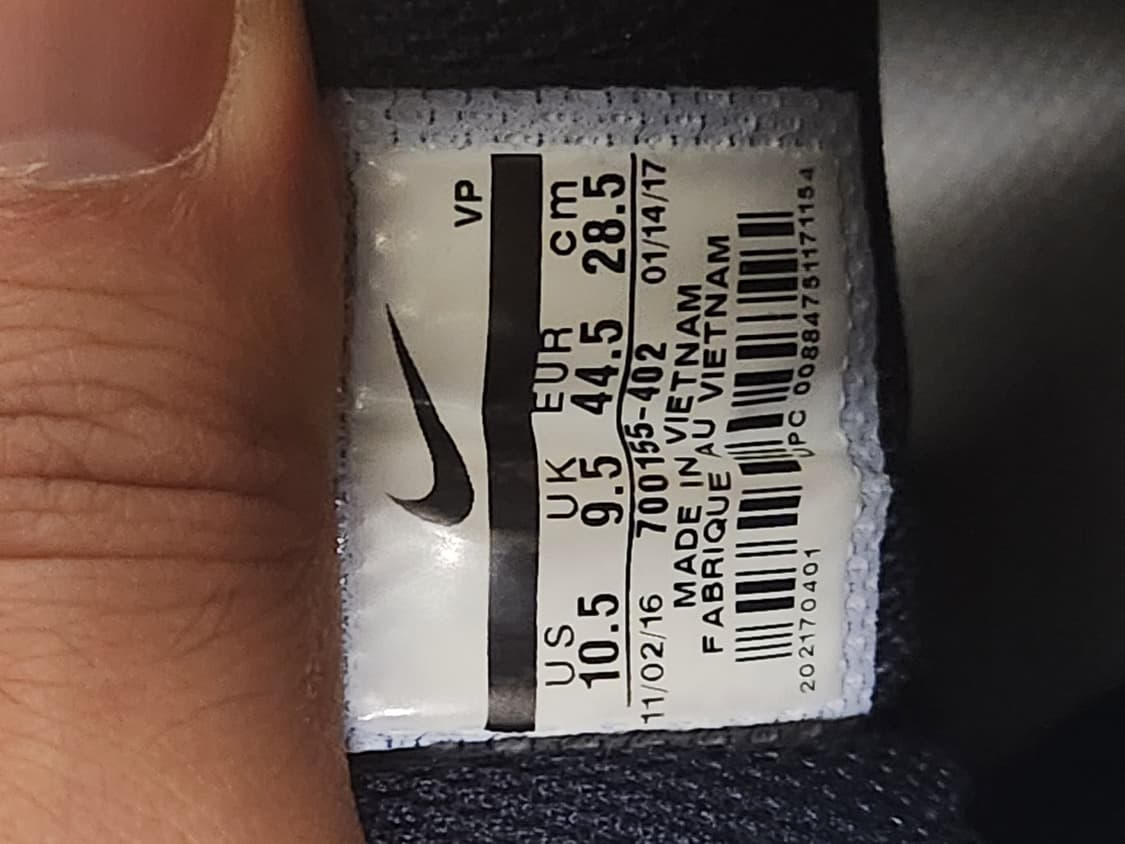 VP
US UK EUR cm
10.5 9.5 44.5 28.5
11/02/16 700155-402 01/14/17
MADE IN VIETNAM
FABRIQUE AU VIETNAM
202170401 UPC 00884751171154